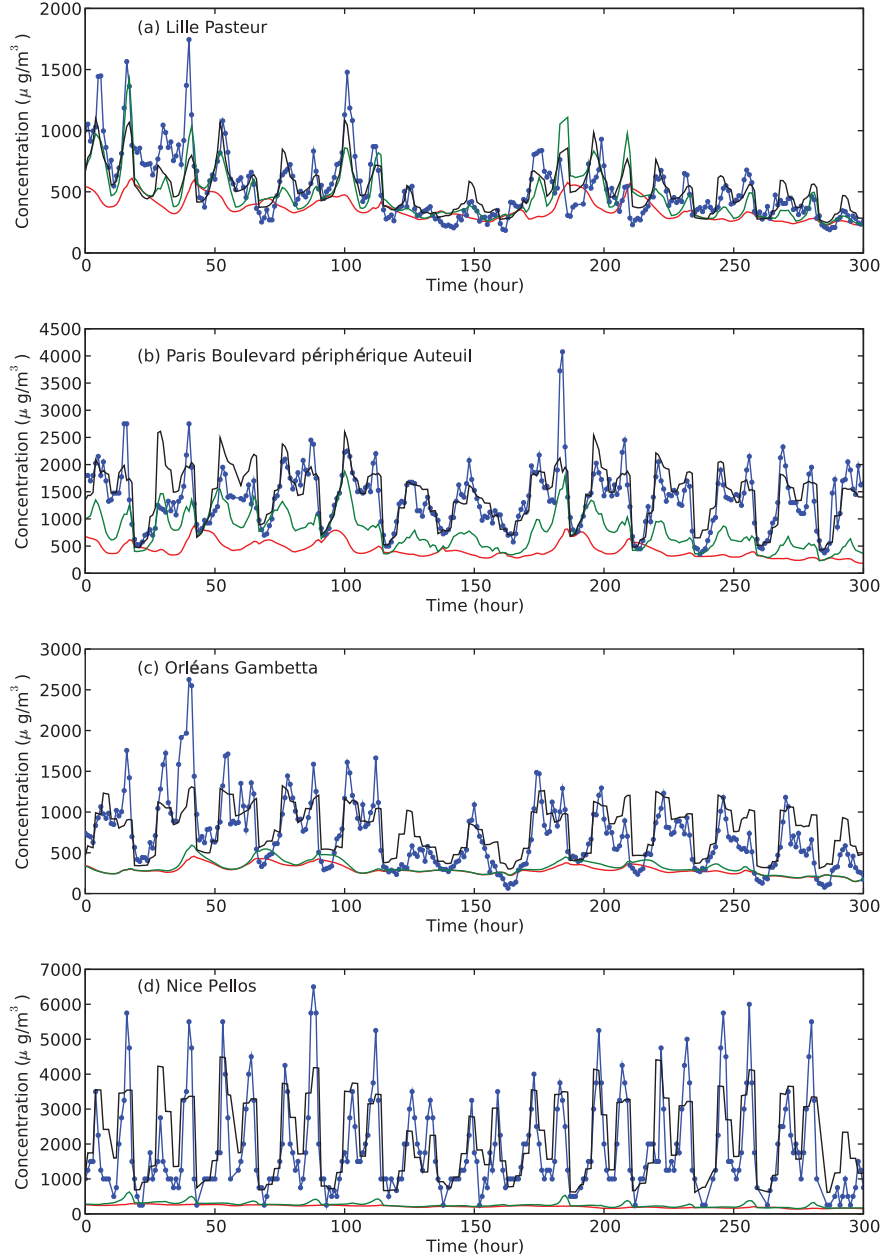 (a) Lille Pasteur
Concentration (μ g/m³)
2000
1500
1000
500
0
0 50 100 150 200 250 300
Time (hour)
(b) Paris Boulevard périphérique Auteuil
Concentration (μ g/m³)
4500
4000
3500
3000
2500
2000
1500
1000
500
0
0 50 100 150 200 250 300
Time (hour)
(c) Orléans Gambetta
Concentration (μ g/m³)
3000
2500
2000
1500
1000
500
0
0 50 100 150 200 250 300
Time (hour)
(d) Nice Pellos
Concentration (μ g/m³)
7000
6000
5000
4000
3000
2000
1000
0
0 50 100 150 200 250 300
Time (hour)